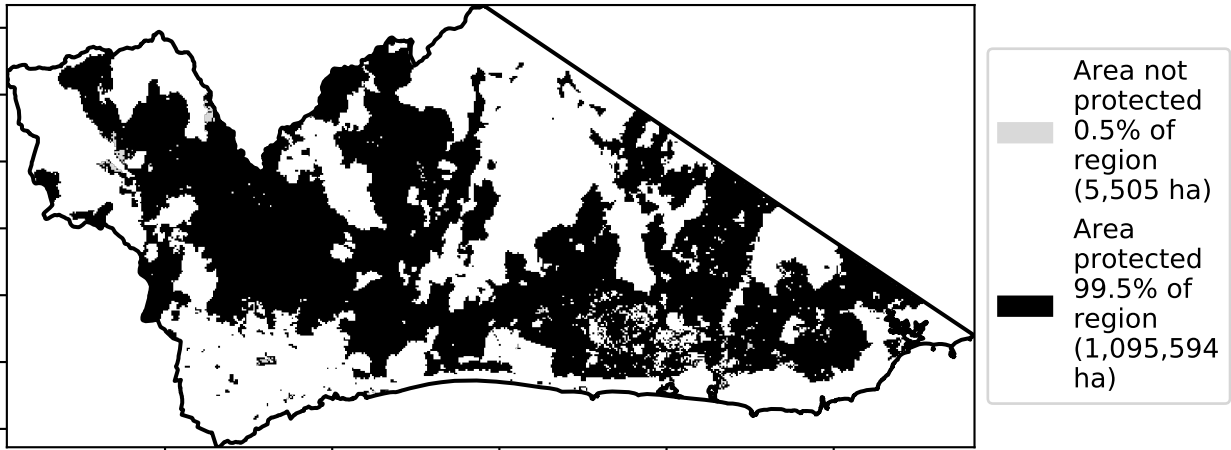 Area not
protected
0.5% of
region
(5,505 ha)
Area
protected
99.5% of
region
(1,095,594
ha)